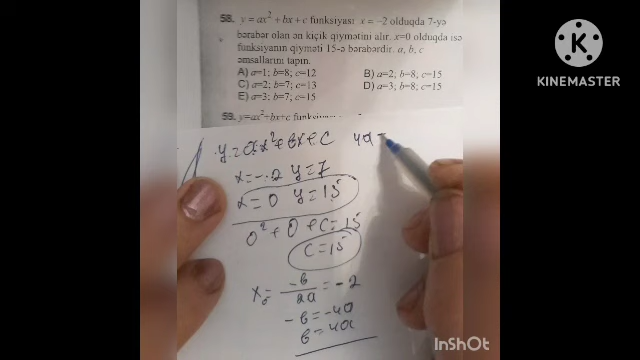 58. y = ax² + bx + c funksiyası x = −2 olduqda 7-yə
bərabər olan ən kiçik qiymətini alır. x=0 olduqda isə
funksiyanın qiyməti 15-ə bərabərdir. a, b, c
əmsallarını tapın.
A) a=1; b=8; c=12 B) a=2; b=8; c=15
C) a=2; b=7; c=13 D) a=3; b=8; c=15
E) a=3; b=7; c=15
59. y=ax²+bx+c
y = ax² + bx + c 4a -
x = -2 y = 7
x = 0 y = 15
0² + 0 + c = 15
c = 15
x₀ = -b/2a = -2
-b = -4a
b = 4a
KINEMASTER
InShOt